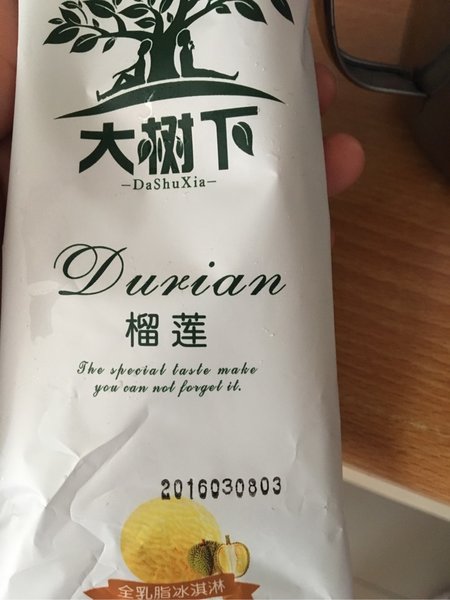 大树下
–DaShuXia–
Durian
榴莲
The special taste make
you can not forget it.
2016030803
全乳脂冰淇淋